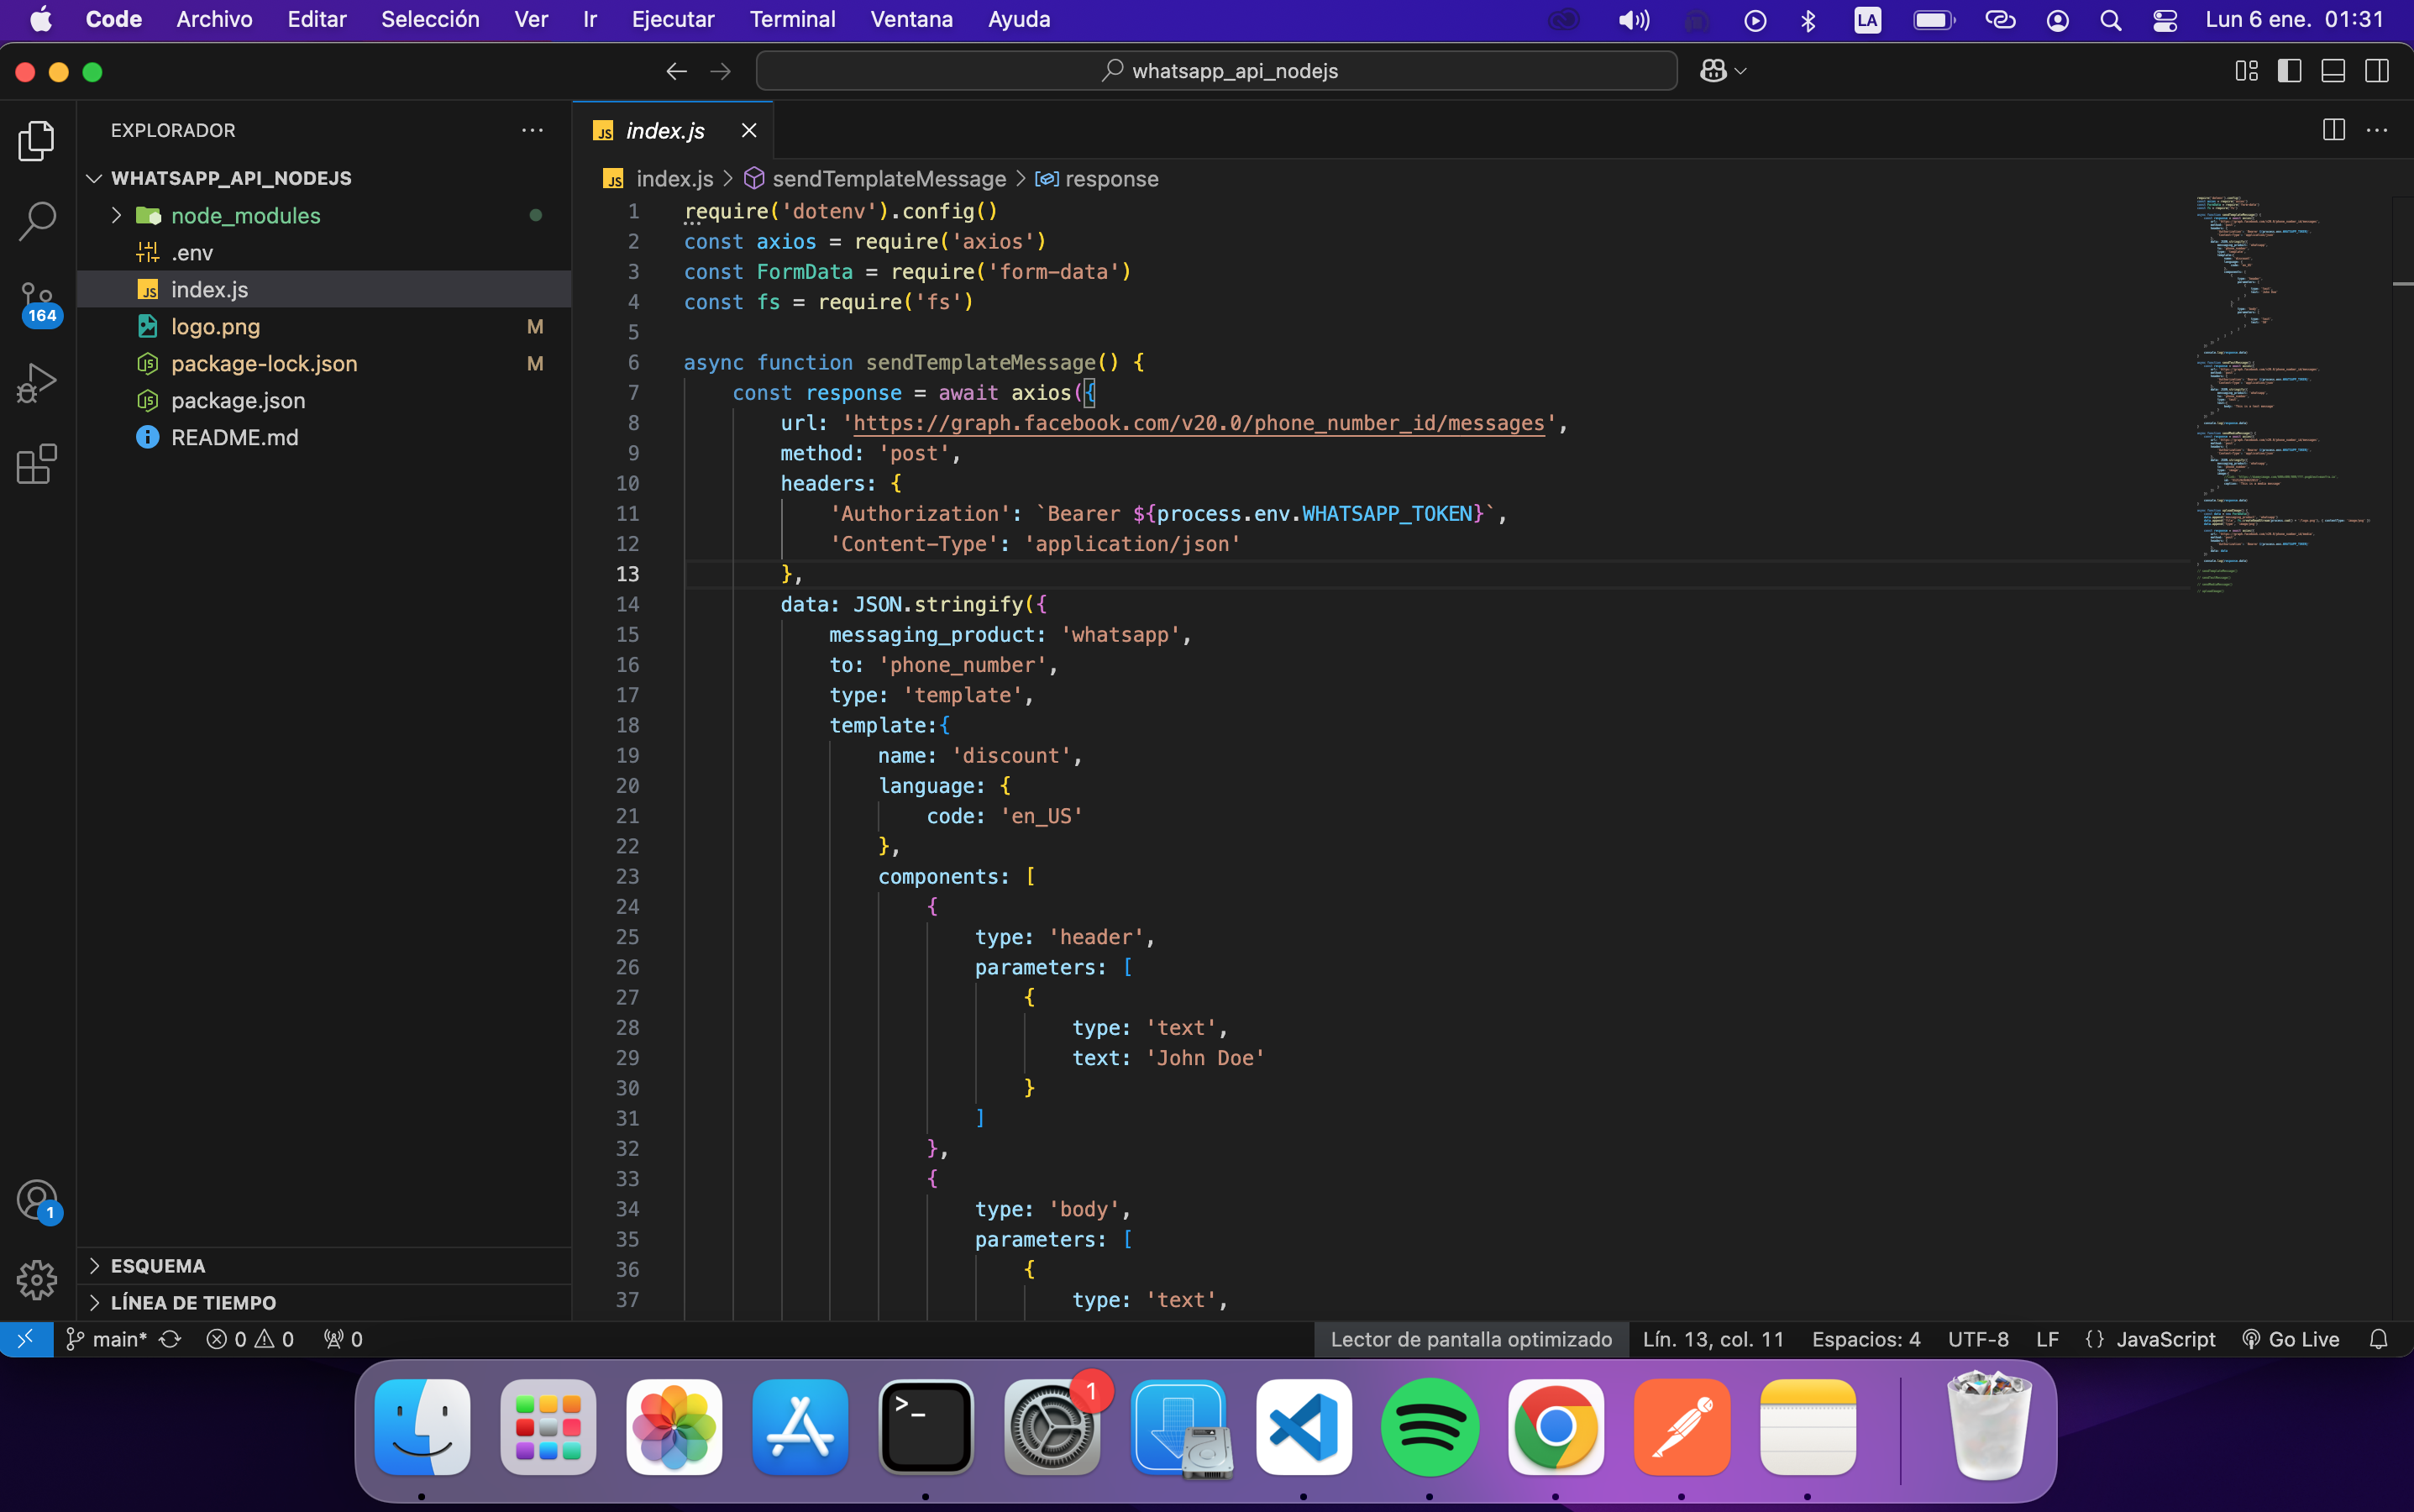 Code Archivo Editar Selección Ver Ir Ejecutar Terminal Ventana Ayuda LA Lun 6 ene. 01:31
whatsapp_api_nodejs
EXPLORADOR
WHATSAPP_API_NODEJS
node_modules
.env
index.js
logo.png M
package-lock.json M
package.json
README.md
164
1
ESQUEMA
LÍNEA DE TIEMPO
index.js
index.js > sendTemplateMessage > response
1 require('dotenv').config()
2 const axios = require('axios')
3 const FormData = require('form-data')
4 const fs = require('fs')
5
6 async function sendTemplateMessage() {
7 const response = await axios({
8 url: 'https://graph.facebook.com/v20.0/phone_number_id/messages',
9 method: 'post',
10 headers: {
11 'Authorization': `Bearer ${process.env.WHATSAPP_TOKEN}`,
12 'Content-Type': 'application/json'
13 },
14 data: JSON.stringify({
15 messaging_product: 'whatsapp',
16 to: 'phone_number',
17 type: 'template',
18 template:{
19 name: 'discount',
20 language: {
21 code: 'en_US'
22 },
23 components: [
24 {
25 type: 'header',
26 parameters: [
27 {
28 type: 'text',
29 text: 'John Doe'
30 }
31 ]
32 },
33 {
34 type: 'body',
35 parameters: [
36 {
37 type: 'text',
main* 0 0 0 Lector de pantalla optimizado Lín. 13, col. 11 Espacios: 4 UTF-8 LF {} JavaScript Go Live
1